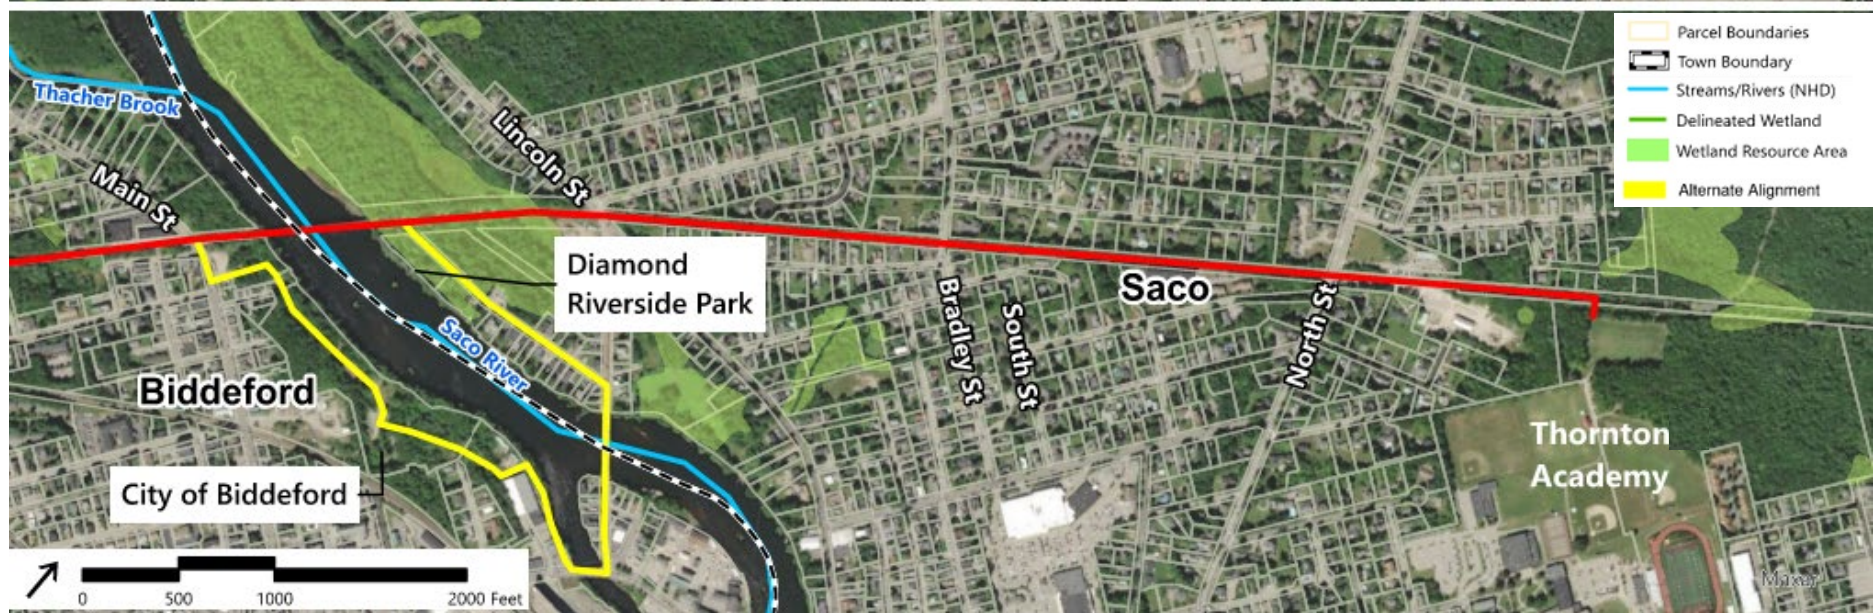 Parcel Boundaries
Town Boundary
Streams/Rivers (NHD)
Delineated Wetland
Wetland Resource Area
Alternate Alignment
Thacher Brook
Lincoln St
Main St
Diamond
Riverside Park
Saco
Bradley St
South St
North St
Saco River
Biddeford
City of Biddeford
Thornton
Academy
0 500 1000 2000 Feet
Maxar